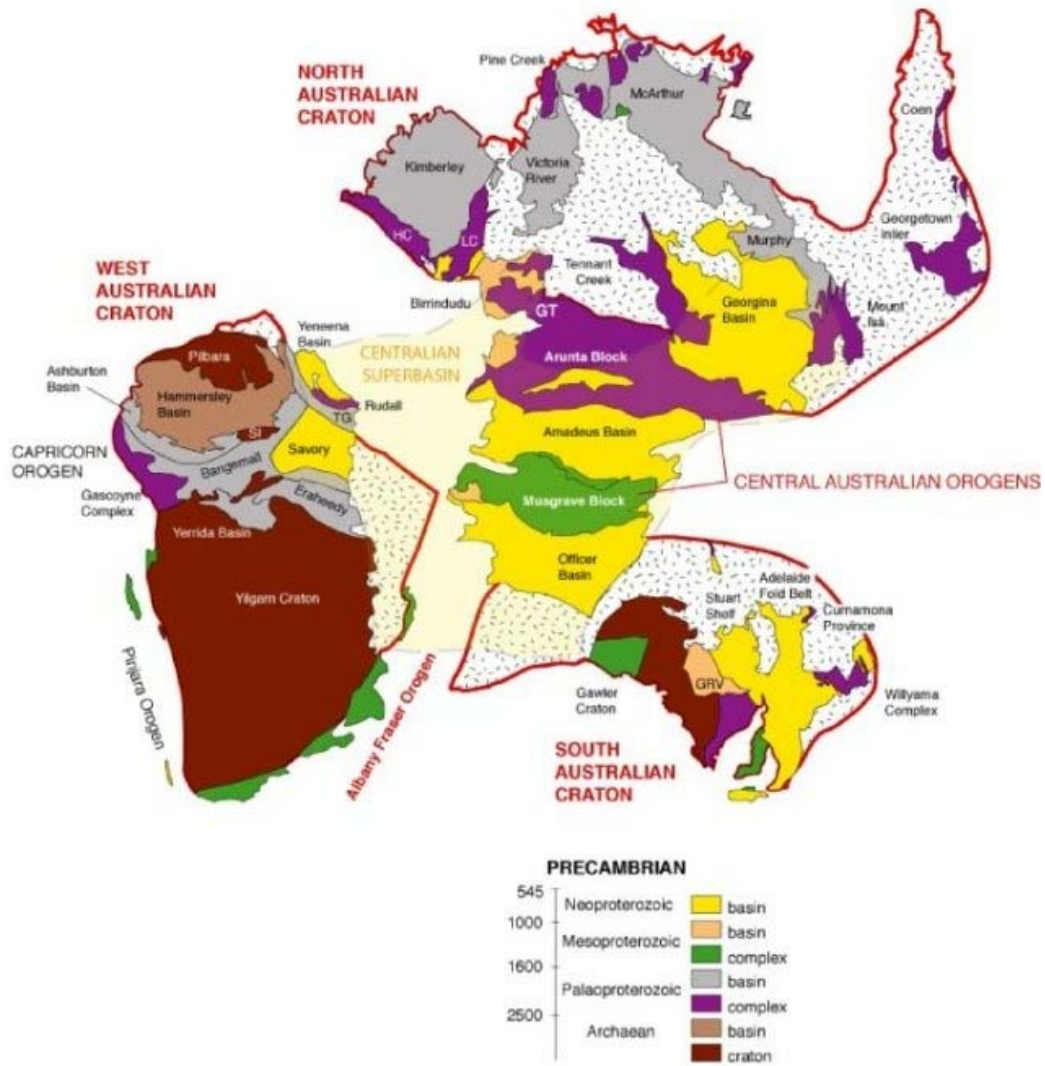 NORTH
AUSTRALIAN
CRATON
Pine Creek
McArthur
Coen
Kimberley
Victoria
River
Georgetown
Inlier
HC
LC
Murphy
Tennant
Creek
WEST
AUSTRALIAN
CRATON
Birrindudu
GT
Georgina
Basin
Mount
Isa
Yeneena
Basin
CENTRALIAN
SUPERBASIN
Arunta Block
Pilbara
Ashburton
Basin
Hammersley
Basin
Rudall
TG
Amadeus Basin
SI
CAPRICORN
OROGEN
Bangemall
Savory
CENTRAL AUSTRALIAN OROGENS
Gascoyne
Complex
Eraheedy
Musgrave Block
Yerrida Basin
Officer
Basin
Yilgarn Craton
Stuart
Shelf
Adelaide
Fold Belt
Curnamona
Province
Pinjara Orogen
Albany Fraser Orogen
Gawler
Craton
GRV
Willyama
Complex
SOUTH
AUSTRALIAN
CRATON
PRECAMBRIAN
545
Neoproterozoic
basin
1000
basin
Mesoproterozoic
complex
1600
basin
Palaoproterozoic
complex
2500
basin
Archaean
craton